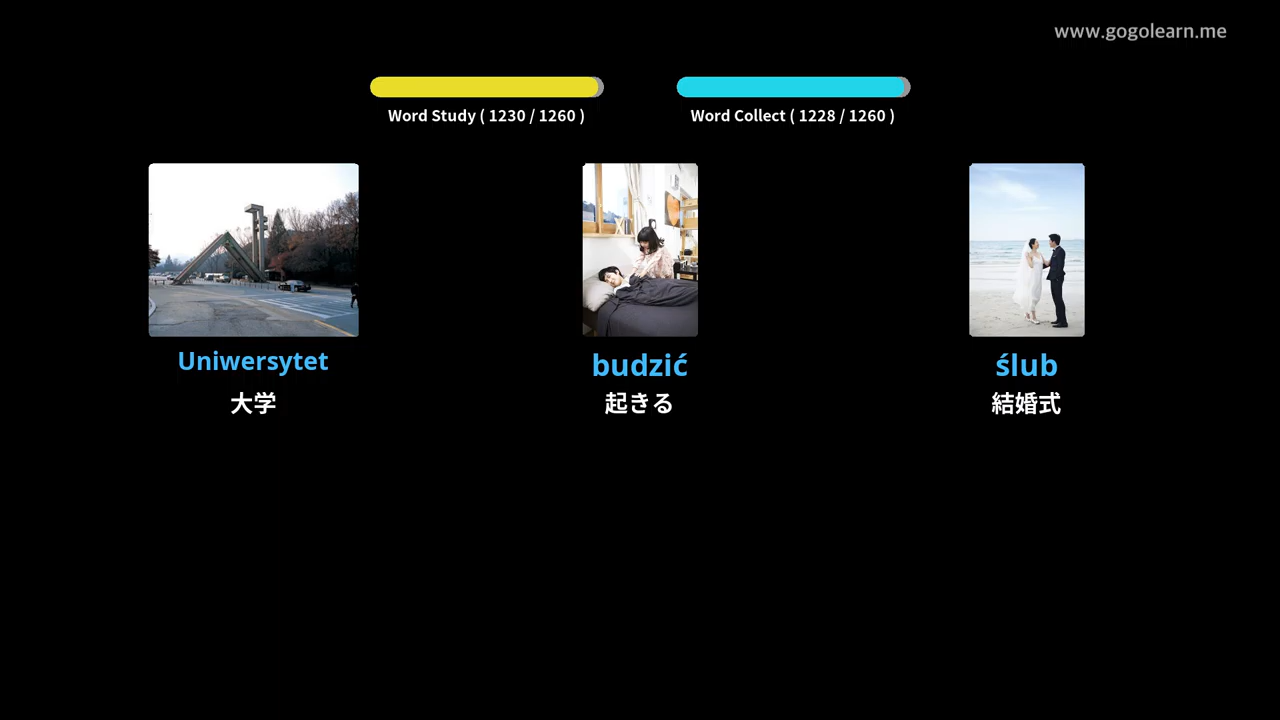 www.gogolearn.me
Word Study ( 1230 / 1260 )
Word Collect ( 1228 / 1260 )
Uniwersytet
大学
budzić
起きる
ślub
結婚式